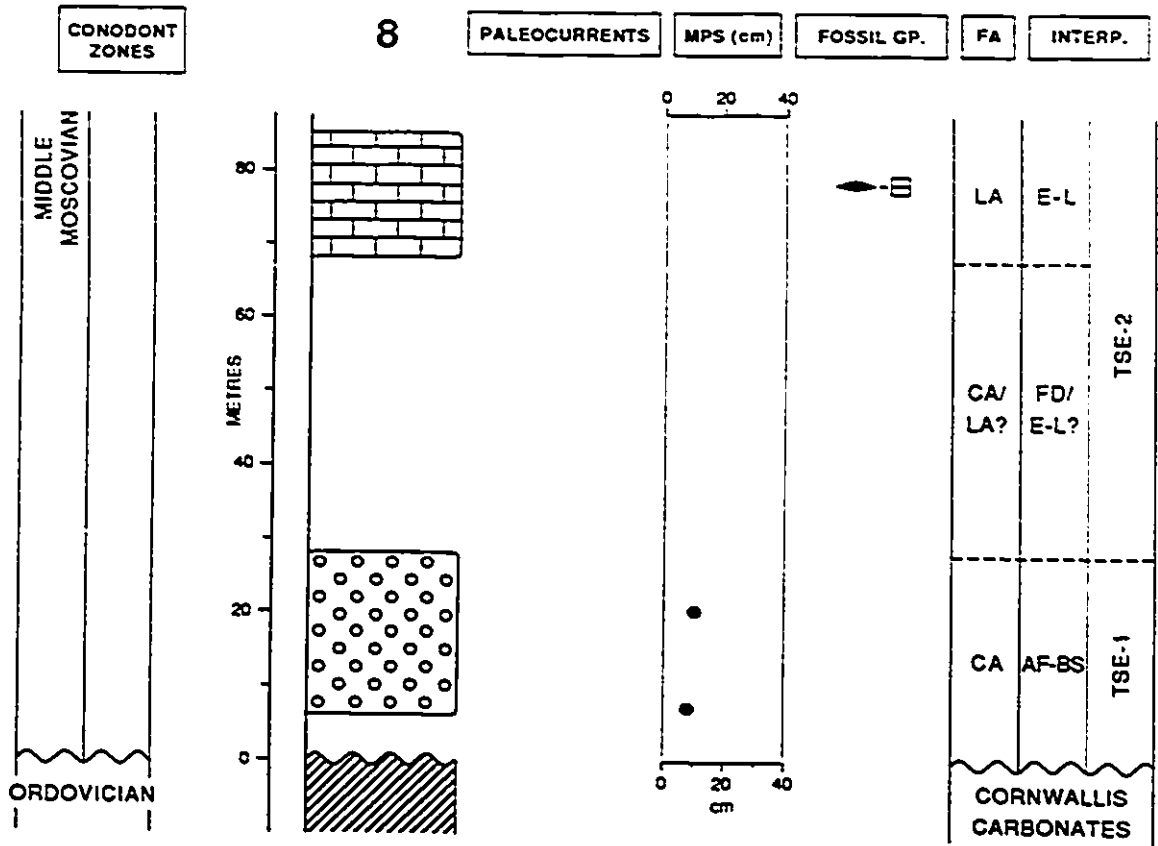 CONODONT
ZONES
8
PALEOCURRENTS
MPS (cm)
FOSSIL GP.
FA
INTERP.
0 20 40
MIDDLE
MOSCOVIAN
METRES
80
60
40
20
0
LA
E-L
CA/
LA?
FD/
E-L?
TSE-2
CA
AF-BS
TSE-1
0 20 40
cm
ORDOVICIAN
CORNWALLIS
CARBONATES